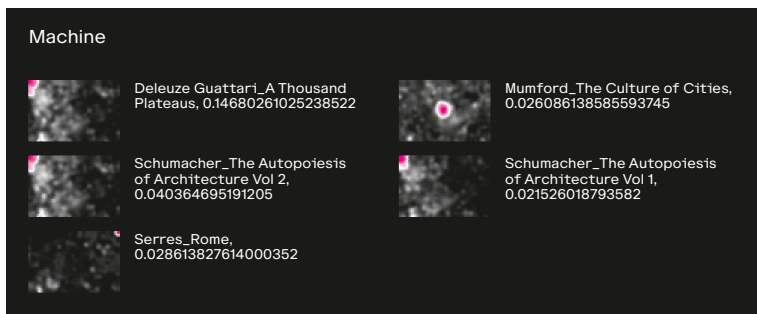 Machine
Deleuze Guattari_A Thousand
Plateaus, 0.14680261025238522
Schumacher_The Autopoiesis
of Architecture Vol 2,
0.040364695191205
Serres_Rome,
0.028613827614000352
Mumford_The Culture of Cities,
0.026086138585593745
Schumacher_The Autopoiesis
of Architecture Vol 1,
0.021526018793582